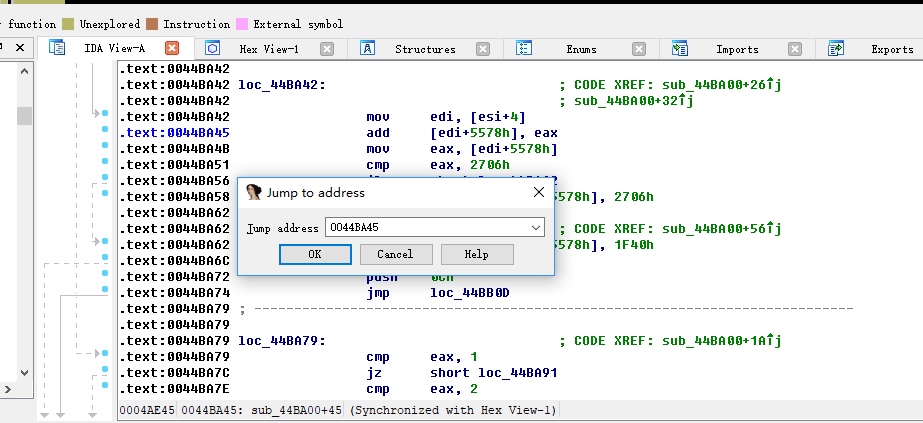 function Unexplored Instruction External symbol
IDA View-A Hex View-1 Structures Enums Imports Exports
.text:0044BA42
.text:0044BA42 loc_44BA42: ; CODE XREF: sub_44BA00+26↑j
.text:0044BA42 ; sub_44BA00+32↑j
.text:0044BA42 mov edi, [esi+4]
.text:0044BA45 add [edi+5578h], eax
.text:0044BA4B mov eax, [edi+5578h]
.text:0044BA51 cmp eax, 2706h
.text:0044BA56
.text:0044BA58 578h], 2706h
.text:0044BA62
.text:0044BA62 ; CODE XREF: sub_44BA00+56↑j
.text:0044BA62 578h], 1F40h
.text:0044BA6C
.text:0044BA72 push 0Ch
.text:0044BA74 jmp loc_44BB0D
.text:0044BA79 ; ---------------------------------------------------------------------------
.text:0044BA79
.text:0044BA79 loc_44BA79: ; CODE XREF: sub_44BA00+1A↑j
.text:0044BA79 cmp eax, 1
.text:0044BA7C jz short loc_44BA91
.text:0044BA7E cmp eax, 2
Jump to address
Jump address 0044BA45
OK Cancel Help
0004AE45 0044BA45: sub_44BA00+45 (Synchronized with Hex View-1)